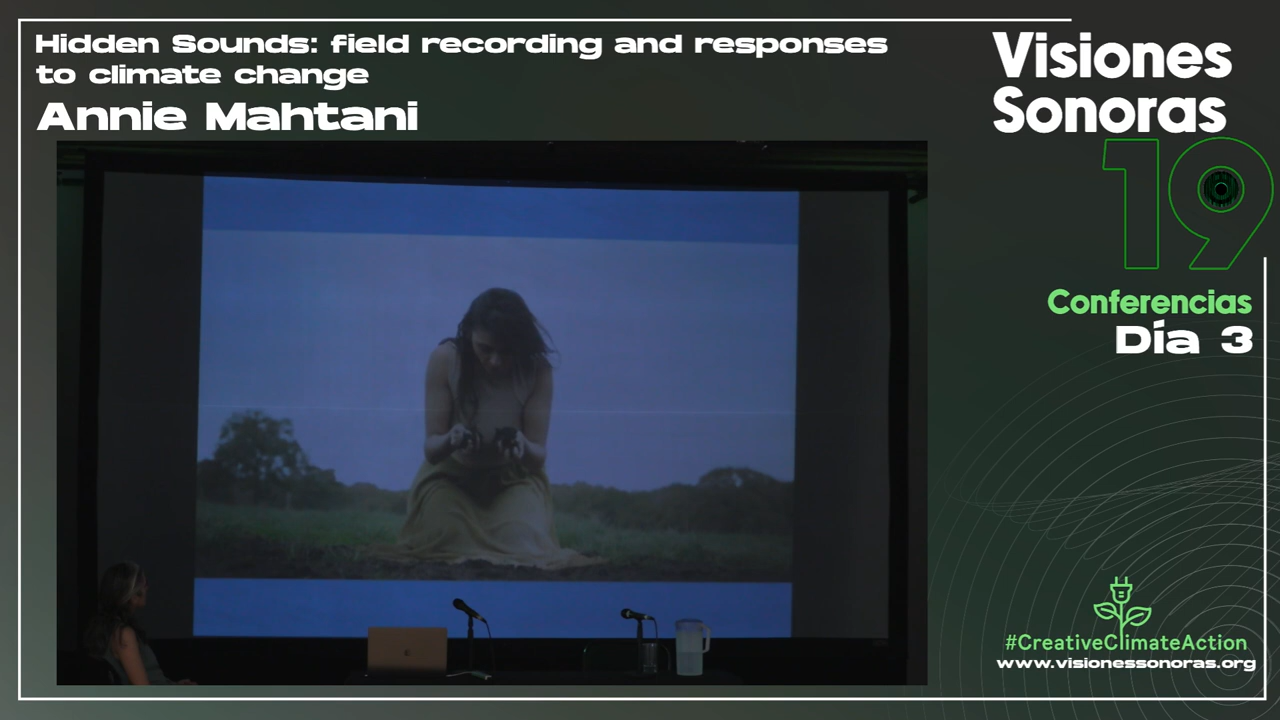 Hidden Sounds: field recording and responses
to climate change
Annie Mahtani
Visiones
Sonoras
19
Conferencias
Día 3
#CreativeClimateAction
www.visionessonoras.org